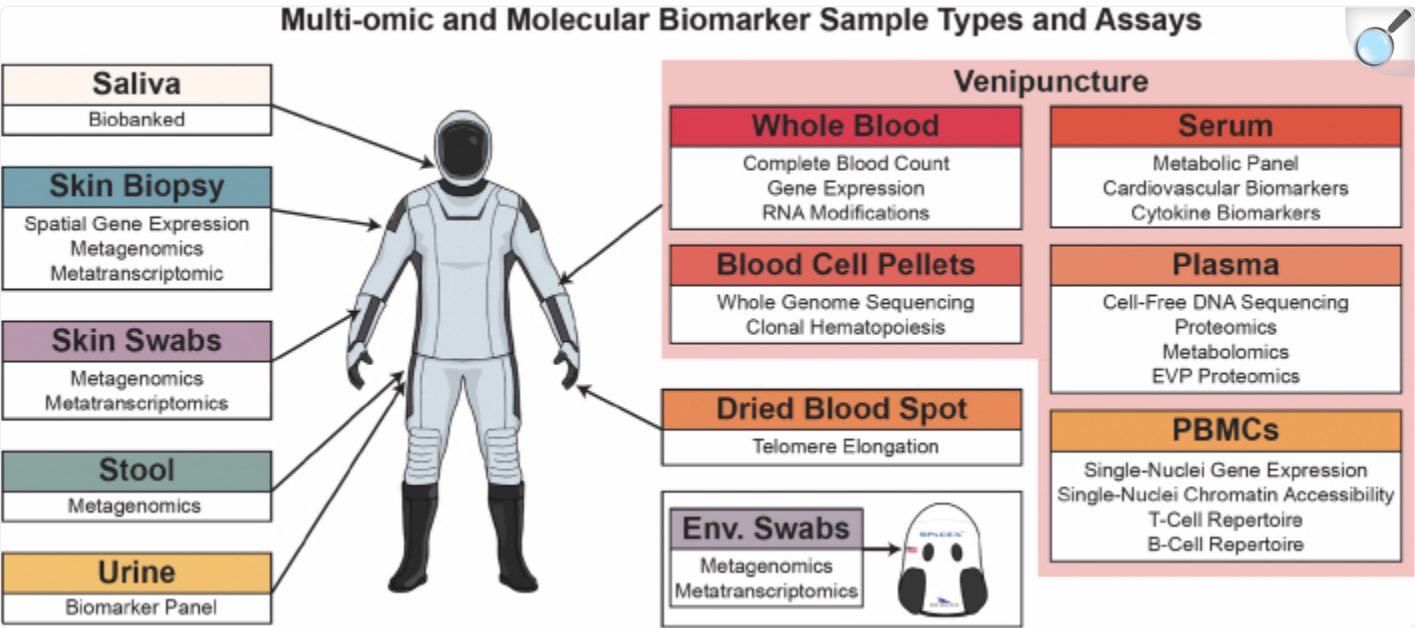 Multi-omic and Molecular Biomarker Sample Types and Assays
Saliva
Biobanked
Skin Biopsy
Spatial Gene Expression
Metagenomics
Metatranscriptomic
Skin Swabs
Metagenomics
Metatranscriptomics
Stool
Metagenomics
Urine
Biomarker Panel
Venipuncture
Whole Blood
Complete Blood Count
Gene Expression
RNA Modifications
Blood Cell Pellets
Whole Genome Sequencing
Clonal Hematopoiesis
Serum
Metabolic Panel
Cardiovascular Biomarkers
Cytokine Biomarkers
Plasma
Cell-Free DNA Sequencing
Proteomics
Metabolomics
EVP Proteomics
PBMCs
Single-Nuclei Gene Expression
Single-Nuclei Chromatin Accessibility
T-Cell Repertoire
B-Cell Repertoire
Dried Blood Spot
Telomere Elongation
Env. Swabs
Metagenomics
Metatranscriptomics
SPACEX